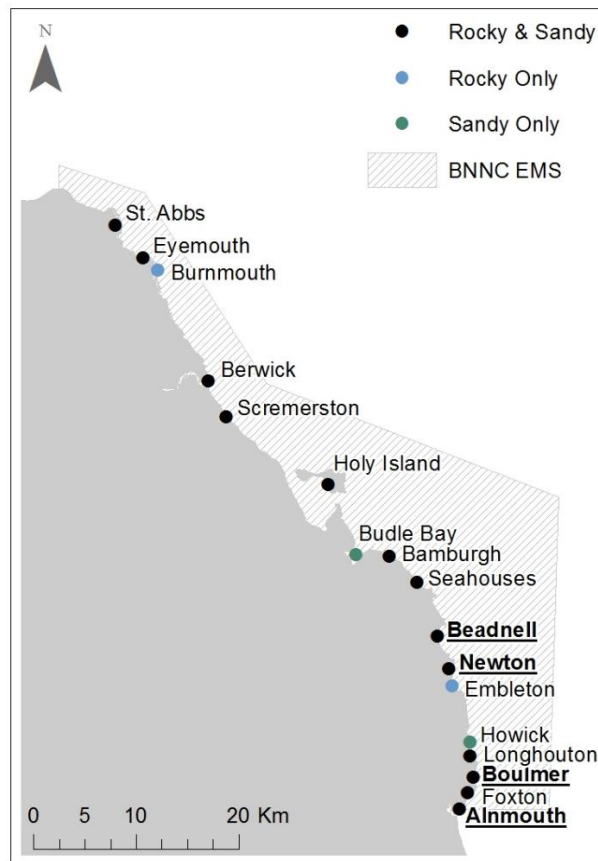 N
Rocky & Sandy
Rocky Only
Sandy Only
BNNC EMS
St. Abbs
Eyemouth
Burnmouth
Berwick
Scremerston
Holy Island
Budle Bay
Bamburgh
Seahouses
Beadnell
Newton
Embleton
Howick
Longhouton
Boulmer
Foxton
Alnmouth
0 5 10 20 Km